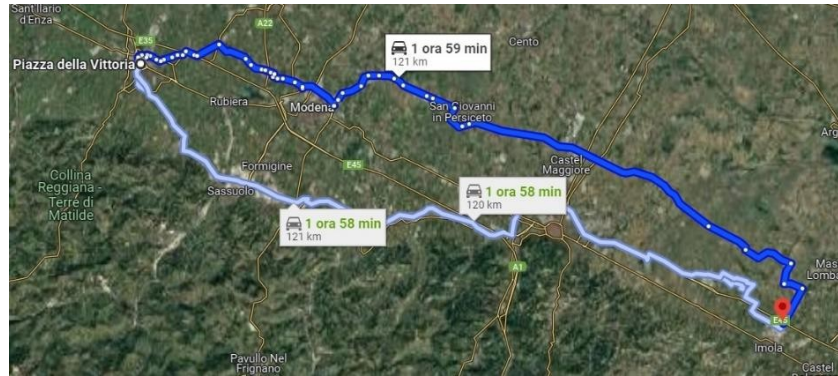 Sant'Ilario
d'Enza
E35
A22
Piazza della Vittoria
1 ora 59 min
121 km
Cento
Rubiera
Modena
San Giovanni
in Persiceto
Castel
Maggiore
Collina
Reggiana -
Terre di
Matilde
Formigine
E45
Sassuolo
1 ora 58 min
120 km
1 ora 58 min
121 km
A1
Mas
Lomba
Imola
Pavullo Nel
Frignano
Castel